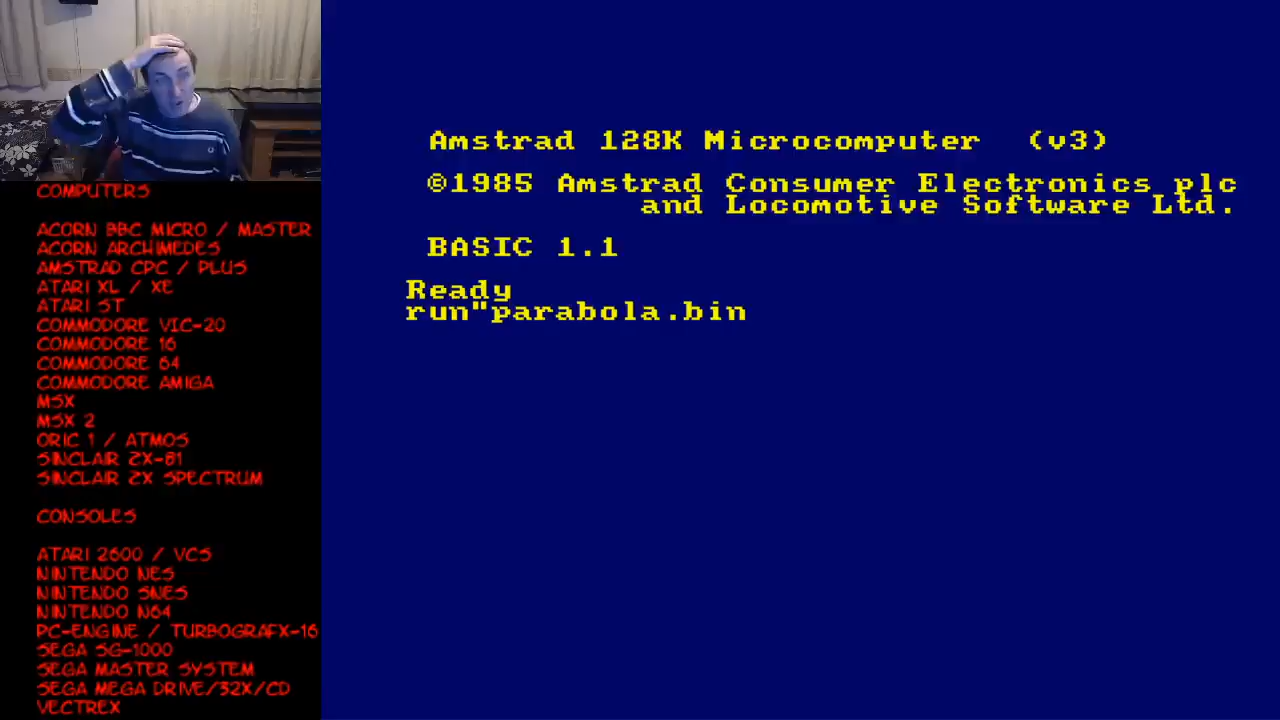 COMPUTERS
ACORN BBC MICRO / MASTER
ACORN ARCHIMEDES
AMSTRAD CPC / PLUS
ATARI XL / XE
ATARI ST
COMMODORE VIC-20
COMMODORE 16
COMMODORE 64
COMMODORE AMIGA
MSX
MSX 2
ORIC 1 / ATMOS
SINCLAIR ZX-81
SINCLAIR ZX SPECTRUM
CONSOLES
ATARI 2600 / VCS
NINTENDO NES
NINTENDO SNES
NINTENDO N64
PC-ENGINE / TURBOGRAFX-16
SEGA SG-1000
SEGA MASTER SYSTEM
SEGA MEGA DRIVE/32X/CD
VECTREX
Amstrad 128K Microcomputer (v3)
©1985 Amstrad Consumer Electronics plc
and Locomotive Software Ltd.
BASIC 1.1
Ready
run"parabola.bin